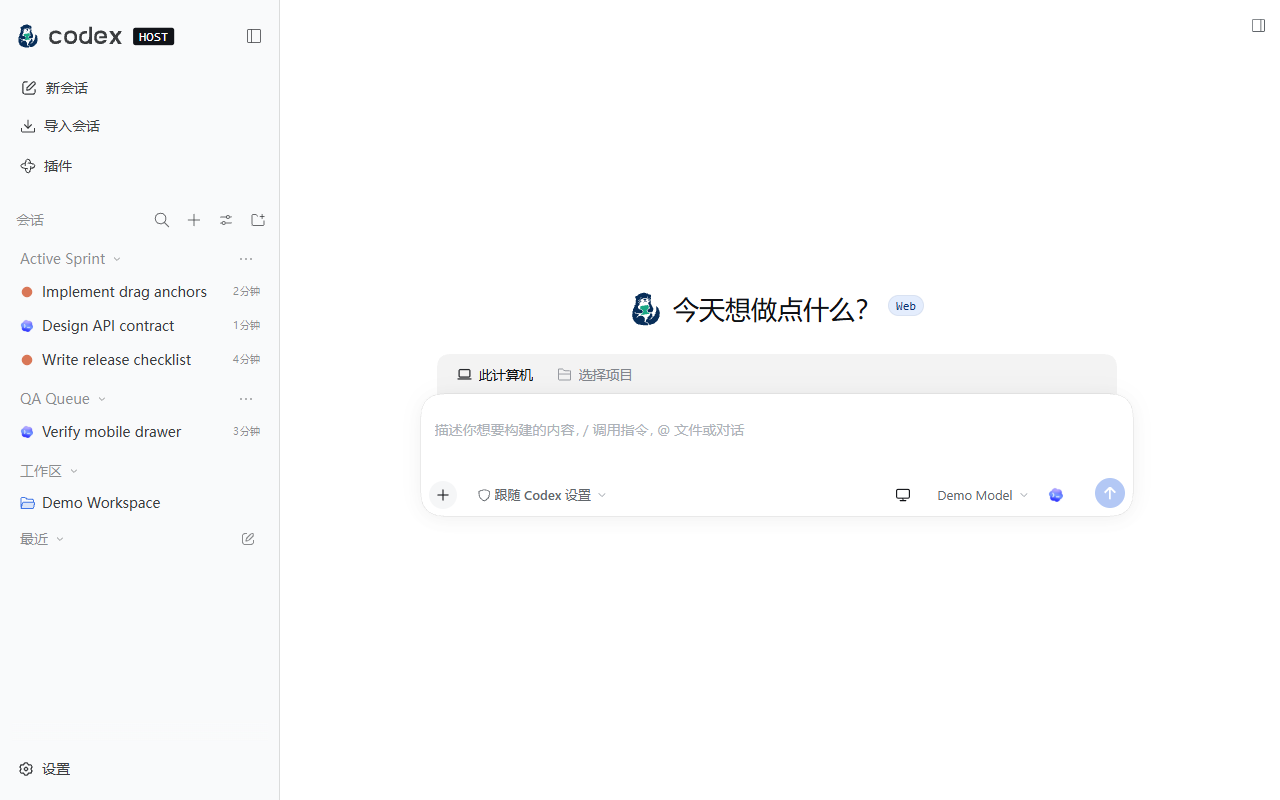 codex HOST
新会话
导入会话
插件
会话
Active Sprint
Implement drag anchors 2分钟
Design API contract 1分钟
Write release checklist 4分钟
QA Queue
Verify mobile drawer 3分钟
工作区
Demo Workspace
最近
设置
今天想做点什么? Web
此计算机 选择项目
描述你想要构建的内容, / 调用指令, @ 文件或对话
跟随 Codex 设置 Demo Model